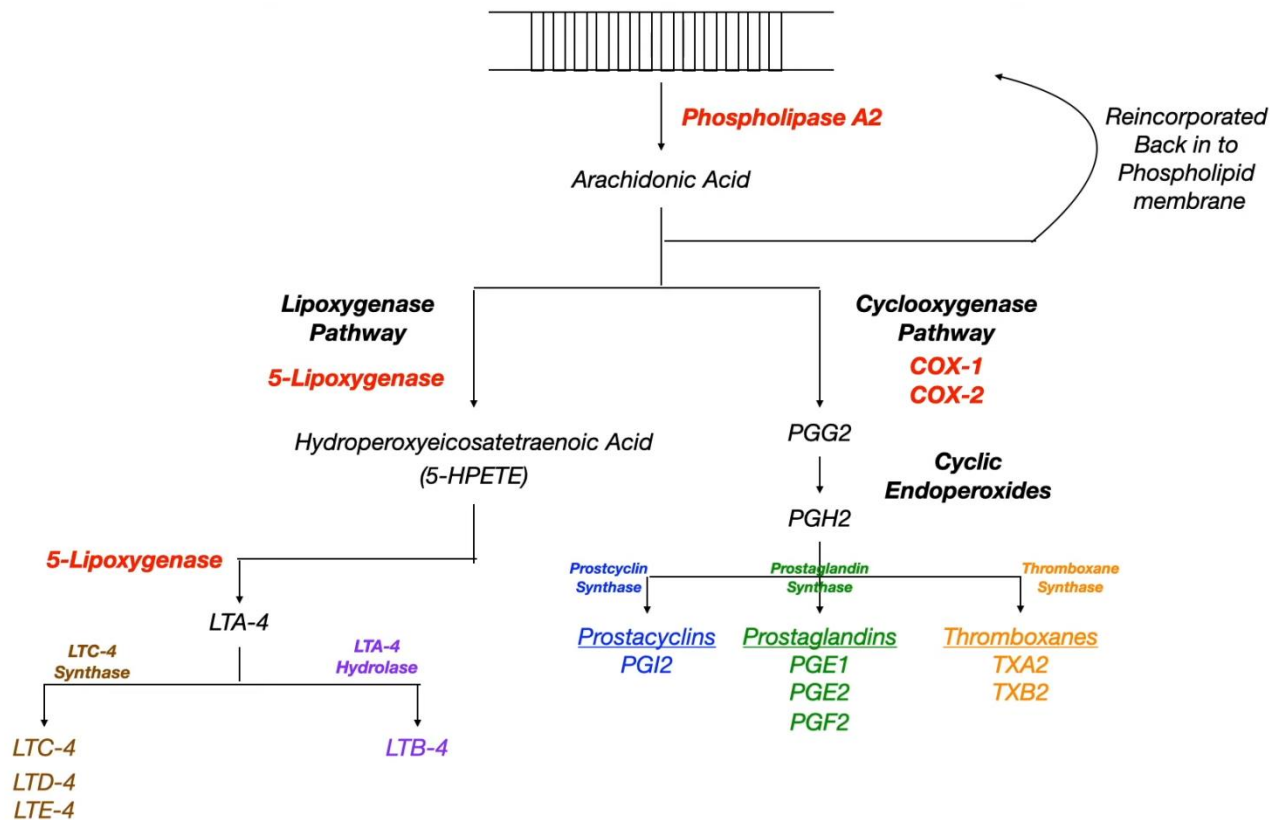 Phospholipase A2
Reincorporated
Back in to
Phospholipid
membrane
Arachidonic Acid
Lipoxygenase
Pathway
5-Lipoxygenase
Cyclooxygenase
Pathway
COX-1
COX-2
Hydroperoxyeicosatetraenoic Acid
(5-HPETE)
PGG2
Cyclic
Endoperoxides
PGH2
5-Lipoxygenase
LTA-4
LTC-4
Synthase
LTA-4
Hydrolase
LTC-4
LTD-4
LTE-4
LTB-4
Prostcyclin
Synthase
Prostaglandin
Synthase
Thromboxane
Synthase
Prostacyclins
PGI2
Prostaglandins
PGE1
PGE2
PGF2
Thromboxanes
TXA2
TXB2